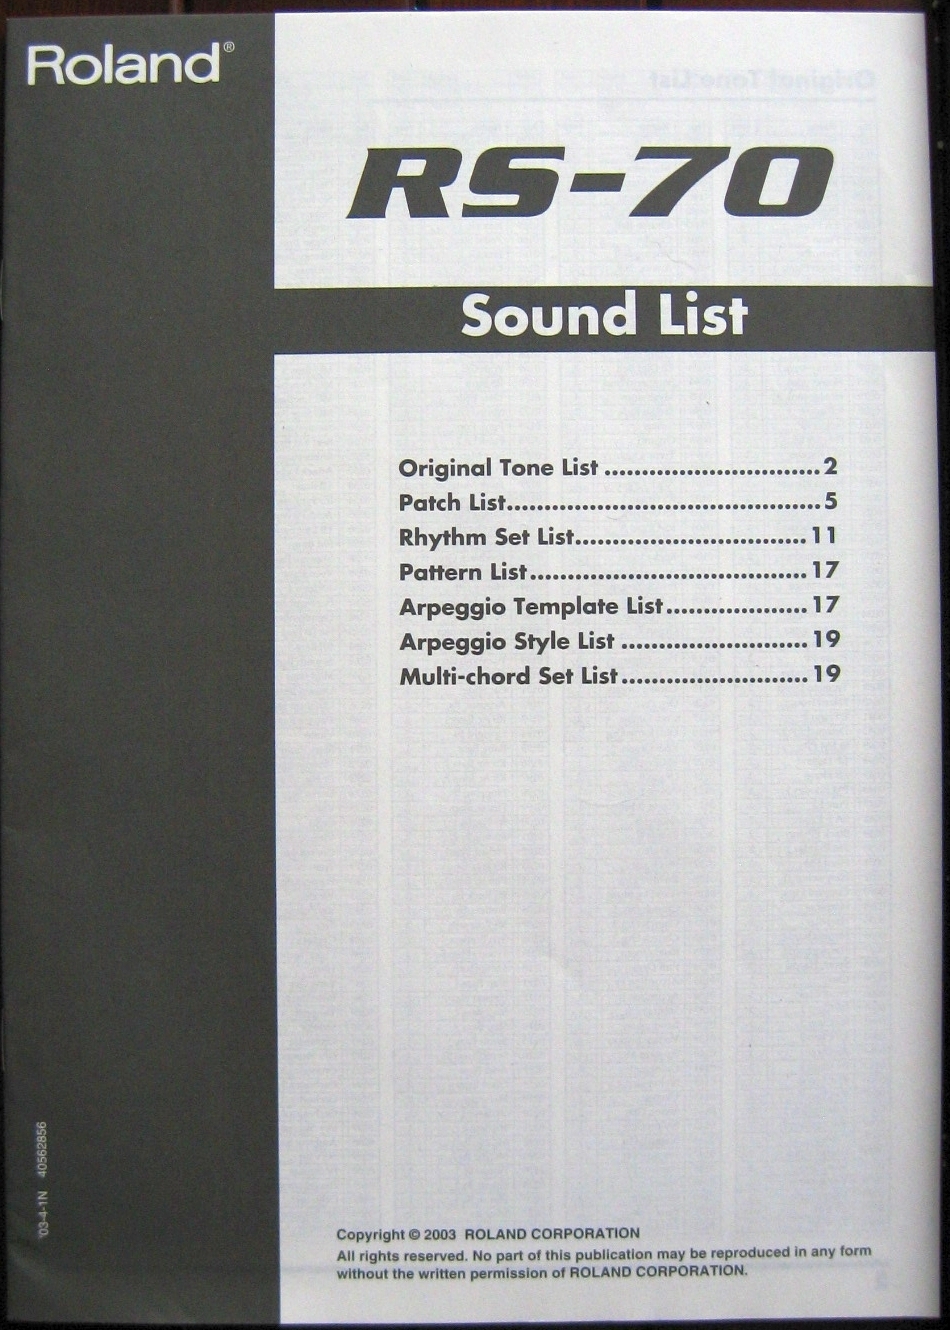 Roland®
RS-70
Sound List
Original Tone List ............................ 2
Patch List.......................................... 5
Rhythm Set List............................... 11
Pattern List..................................... 17
Arpeggio Template List................... 17
Arpeggio Style List ......................... 19
Multi-chord Set List......................... 19
'03-4-1N 40562856
Copyright © 2003 ROLAND CORPORATION
All rights reserved. No part of this publication may be reproduced in any form
without the written permission of ROLAND CORPORATION.